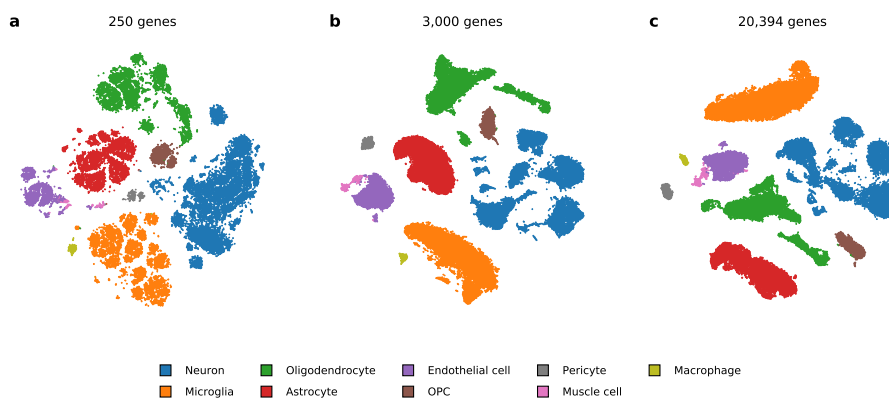 a 250 genes b 3,000 genes c 20,394 genes
Neuron Oligodendrocyte Endothelial cell Pericyte Macrophage
Microglia Astrocyte OPC Muscle cell